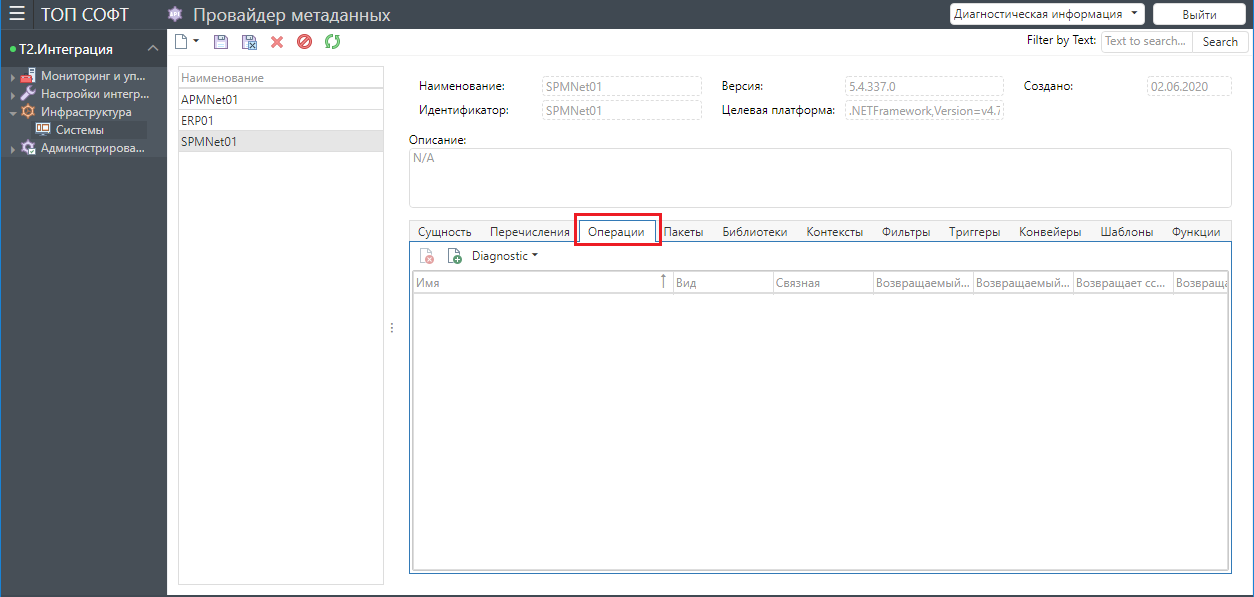 ТОП СОФТ
Провайдер метаданных
Диагностическая информация
Выйти
Т2.Интеграция
Filter by Text:
Text to search...
Search
Мониторинг и уп...
Настройки интегр...
Инфраструктура
Системы
Администрирова...
Наименование
APMNet01
ERP01
SPMNet01
Наименование:
SPMNet01
Версия:
5.4.337.0
Создано:
02.06.2020
Идентификатор:
SPMNet01
Целевая платформа:
.NETFramework,Version=v4.7
Описание:
N/A
Сущность Перечисления Операции Пакеты Библиотеки Контексты Фильтры Триггеры Конвейеры Шаблоны Функции
Diagnostic
Имя Вид Связная Возвращаемый... Возвращаемый... Возвращает сс... Возвраща